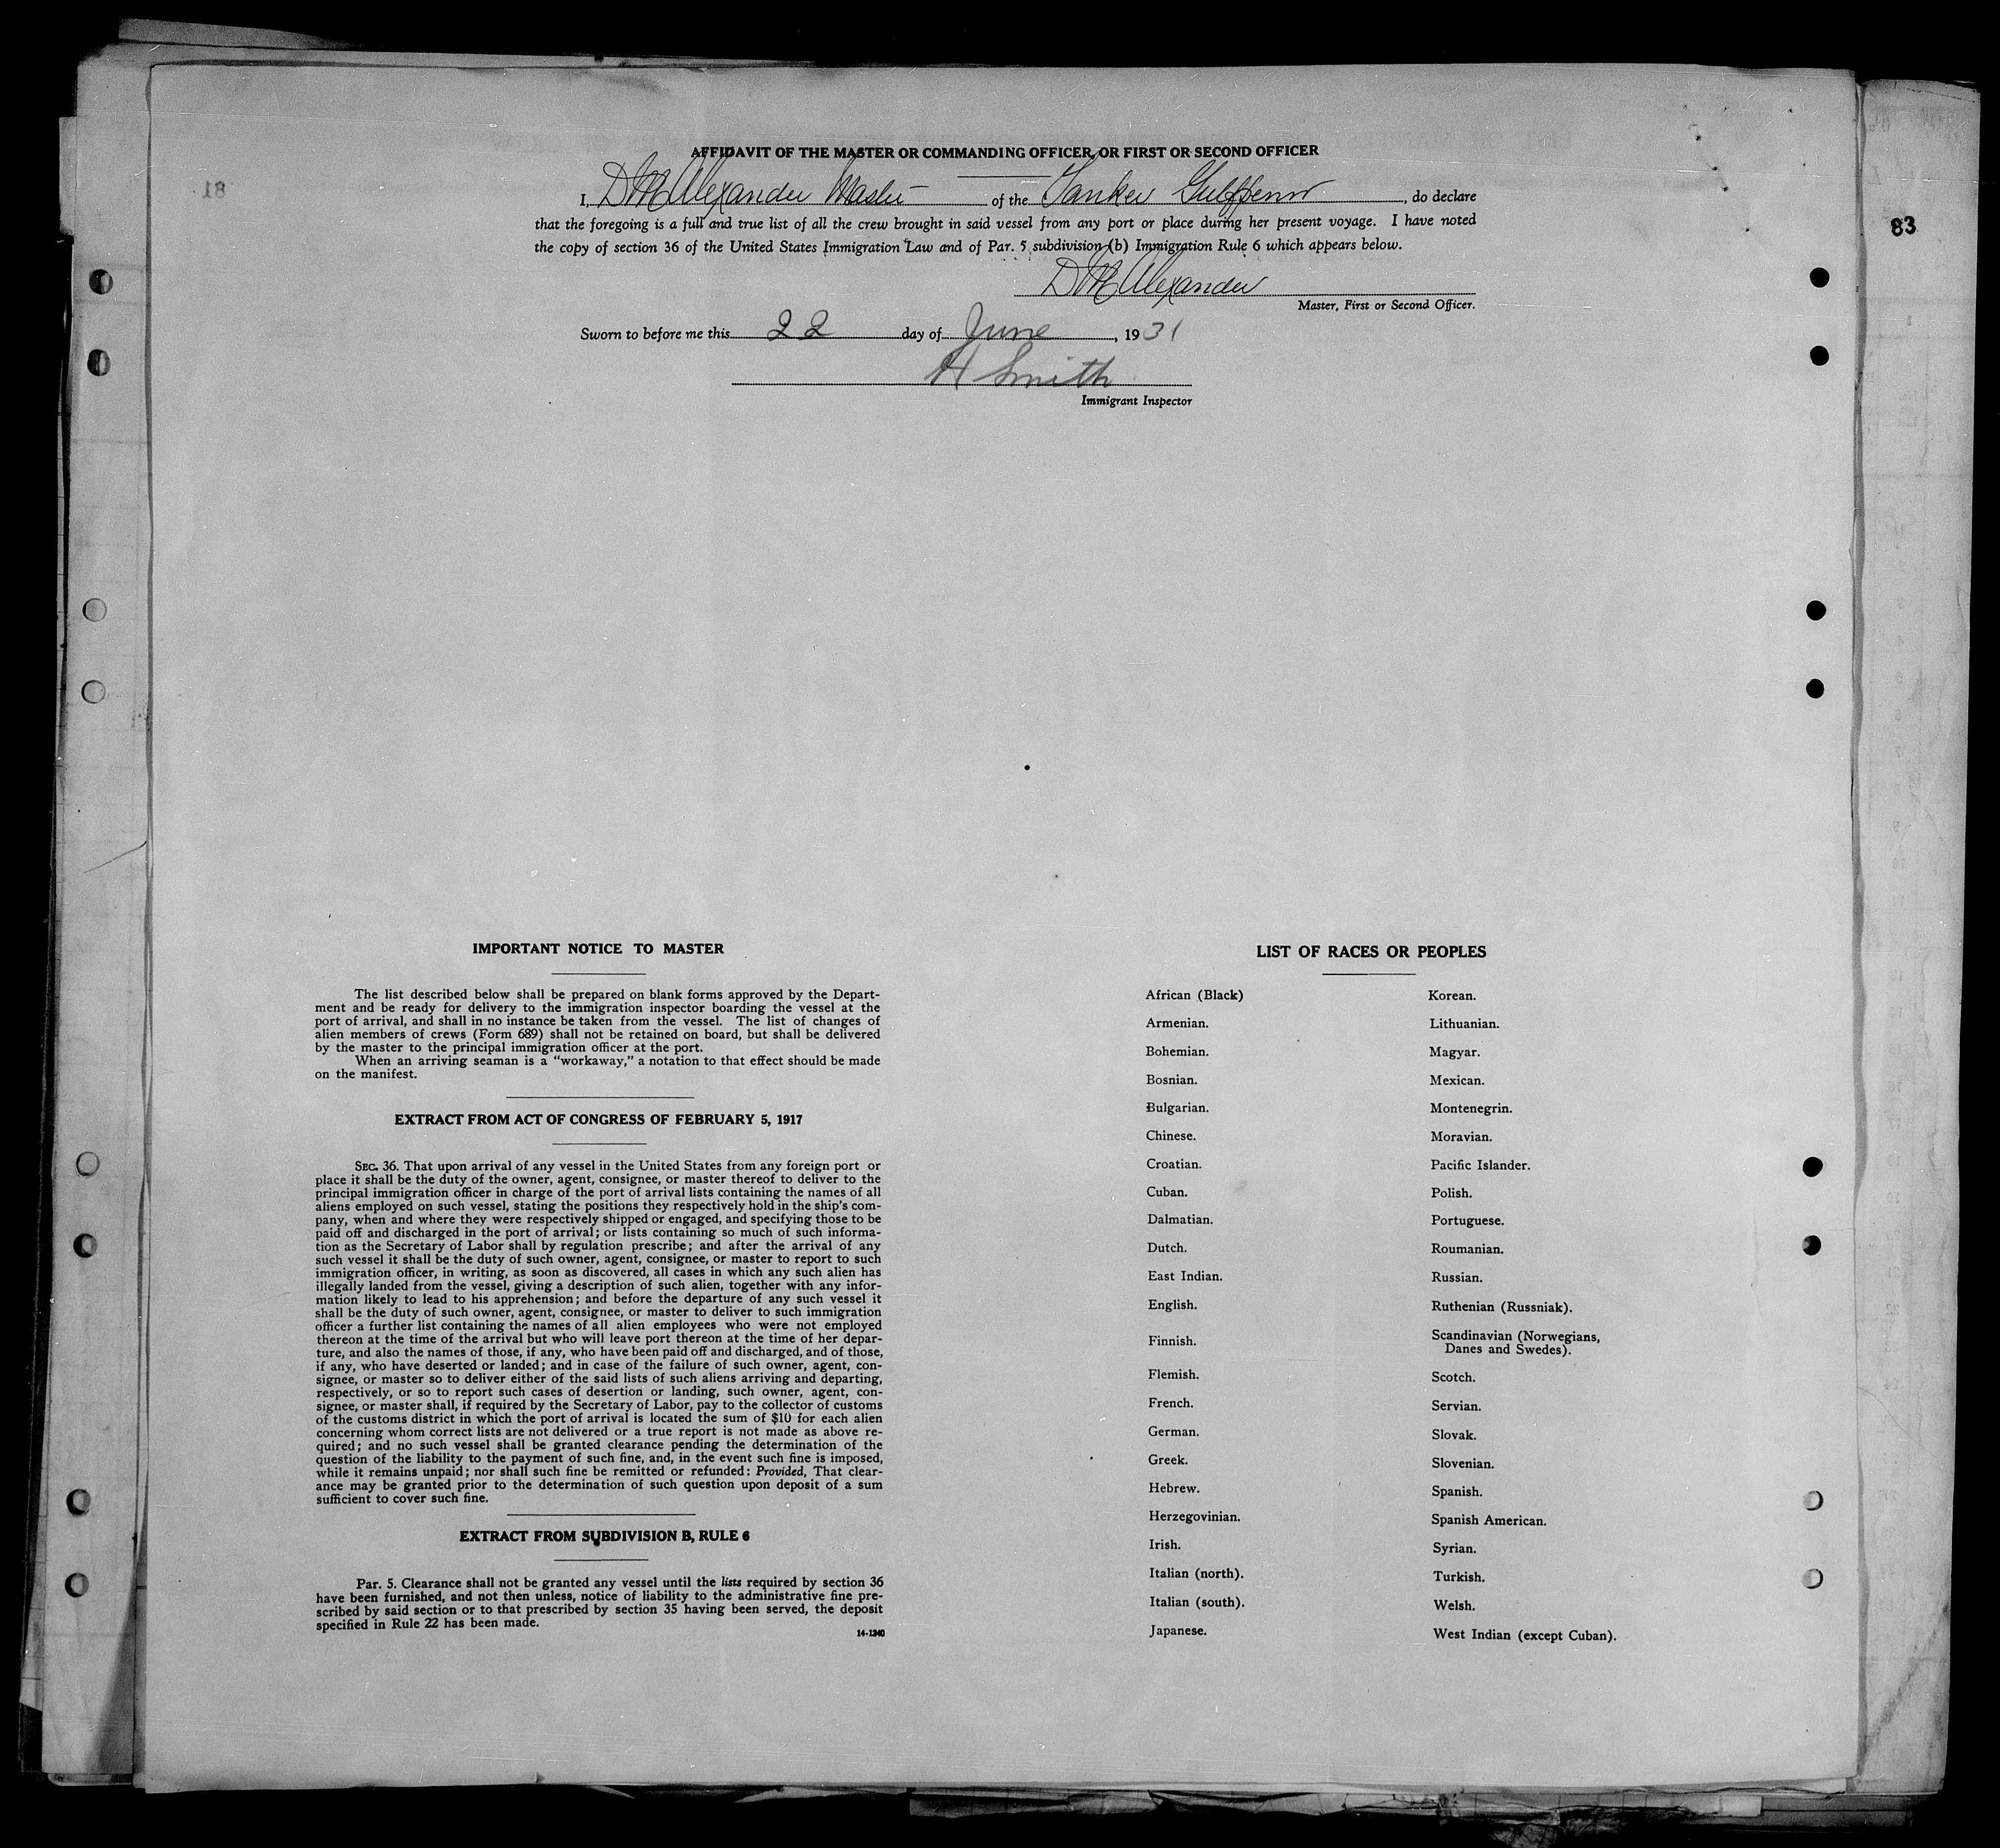 AFFIDAVIT OF THE MASTER OR COMMANDING OFFICER, OR FIRST OR SECOND OFFICER
I, D M Alexander Master of the Tanker Gulfpenn, do declare
that the foregoing is a full and true list of all the crew brought in said vessel from any port or place during her present voyage. I have noted
the copy of section 36 of the United States Immigration Law and of Par. 5 subdivision (b) Immigration Rule 6 which appears below.
D M Alexander
Master, First or Second Officer.
Sworn to before me this 22 day of June, 1931
H Smith
Immigrant Inspector
81
83
IMPORTANT NOTICE TO MASTER
The list described below shall be prepared on blank forms approved by the Depart-
ment and be ready for delivery to the immigration inspector boarding the vessel at the
port of arrival, and shall in no instance be taken from the vessel. The list of changes of
alien members of crews (Form 689) shall not be retained on board, but shall be delivered
by the master to the principal immigration officer at the port.
When an arriving seaman is a "workaway," a notation to that effect should be made
on the manifest.
EXTRACT FROM ACT OF CONGRESS OF FEBRUARY 5, 1917
SEC. 36. That upon arrival of any vessel in the United States from any foreign port or
place it shall be the duty of the owner, agent, consignee, or master thereof to deliver to the
principal immigration officer in charge of the port of arrival lists containing the names of all
aliens employed on such vessel, stating the positions they respectively hold in the ship's com-
pany, when and where they were respectively shipped or engaged, and specifying those to be
paid off and discharged in the port of arrival; or lists containing so much of such informa-
tion as the Secretary of Labor shall by regulation prescribe; and after the arrival of any
such vessel it shall be the duty of such owner, agent, consignee, or master to report to such
immigration officer, in writing, as soon as discovered, all cases in which any such alien has
illegally landed from the vessel, giving a description of such alien, together with any infor-
mation likely to lead to his apprehension; and before the departure of any such vessel it
shall be the duty of such owner, agent, consignee, or master to deliver to such immigration
officer a further list containing the names of all alien employees who were not employed
thereon at the time of the arrival but who will leave port thereon at the time of her depar-
ture, and also the names of those, if any, who have been paid off and discharged, and of those,
if any, who have deserted or landed; and in case of the failure of such owner, agent, con-
signee, or master so to deliver either of the said lists of such aliens arriving and departing,
respectively, or so to report such cases of desertion or landing, such owner, agent, con-
signee, or master shall, if required by the Secretary of Labor, pay to the collector of customs
of the customs district in which the port of arrival is located the sum of $10 for each alien
concerning whom correct lists are not delivered or a true report is not made as above re-
quired; and no such vessel shall be granted clearance pending the determination of the
question of the liability to the payment of such fine, and, in the event such fine is imposed,
while it remains unpaid; nor shall such fine be remitted or refunded: Provided, That clear-
ance may be granted prior to the determination of such question upon deposit of a sum
sufficient to cover such fine.
EXTRACT FROM SUBDIVISION B, RULE 6
Par. 5. Clearance shall not be granted any vessel until the lists required by section 36
have been furnished, and not then unless, notice of liability to the administrative fine pre-
scribed by said section or to that prescribed by section 35 having been served, the deposit
specified in Rule 22 has been made.
14-1240
LIST OF RACES OR PEOPLES
African (Black)
Armenian.
Bohemian.
Bosnian.
Bulgarian.
Chinese.
Croatian.
Cuban.
Dalmatian.
Dutch.
East Indian.
English.
Finnish.
Flemish.
French.
German.
Greek.
Hebrew.
Herzegovinian.
Irish.
Italian (north).
Italian (south).
Japanese.
Korean.
Lithuanian.
Magyar.
Mexican.
Montenegrin.
Moravian.
Pacific Islander.
Polish.
Portuguese.
Roumanian.
Russian.
Ruthenian (Russniak).
Scandinavian (Norwegians,
Danes and Swedes).
Scotch.
Servian.
Slovak.
Slovenian.
Spanish.
Spanish American.
Syrian.
Turkish.
Welsh.
West Indian (except Cuban).